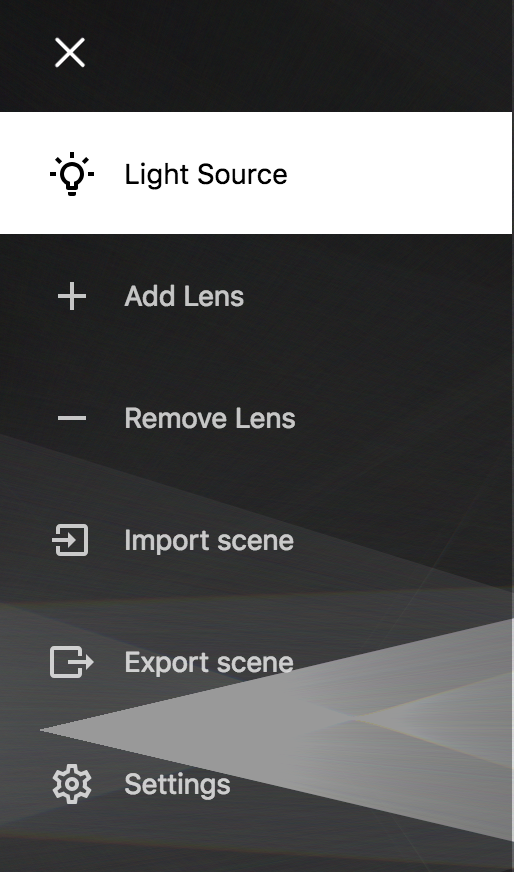 Light Source
Add Lens
Remove Lens
Import scene
Export scene
Settings